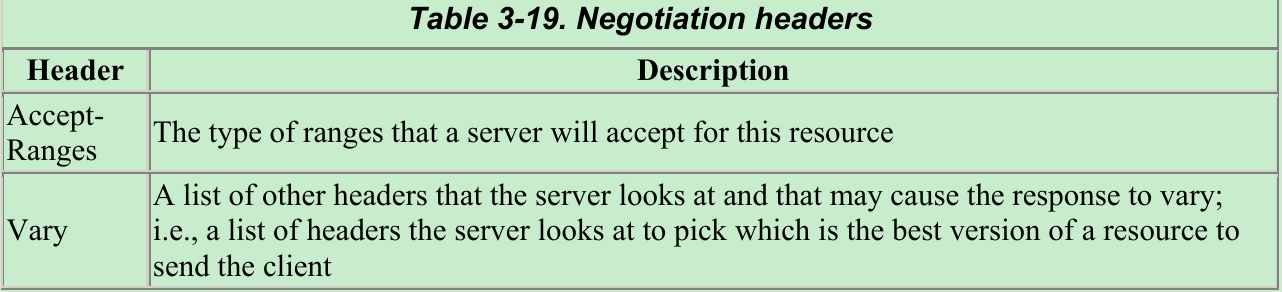 Table 3-19. Negotiation headers
Header Description
Accept-
Ranges
The type of ranges that a server will accept for this resource
Vary
A list of other headers that the server looks at and that may cause the response to vary;
i.e., a list of headers the server looks at to pick which is the best version of a resource to
send the client